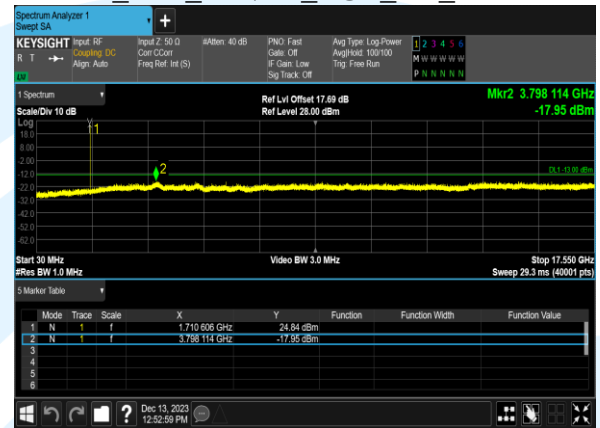 Spectrum Analyzer 1
Swept SA
KEYSIGHT Input: RF Input Z: 50 Ω #Atten: 40 dB PNO: Fast Avg Type: Log-Power 1 2 3 4 5 6
R T Coupling: DC Corr CCorr Gate: Off Avg|Hold: 100/100 M W W W W W
Align: Auto Freq Ref: Int (S) IF Gain: Low Trig: Free Run
Sig Track: Off P N N N N N
1 Spectrum Ref Lvl Offset 17.69 dB Mkr2 3.798 114 GHz
Scale/Div 10 dB Ref Level 28.00 dBm -17.95 dBm
Log
18.0 1
8.00
-2.00
-12.0 2 DL1 -13.00 dBm
-22.0
-32.0
-42.0
-52.0
-62.0
Start 30 MHz Video BW 3.0 MHz Stop 17.550 GHz
#Res BW 1.0 MHz Sweep 29.3 ms (40001 pts)
5 Marker Table
Mode Trace Scale X Y Function Function Width Function Value
1 N 1 f 1.710 606 GHz 24.84 dBm
2 N 1 f 3.798 114 GHz -17.95 dBm
3
4
5
6
? Dec 13, 2023
12:52:59 PM